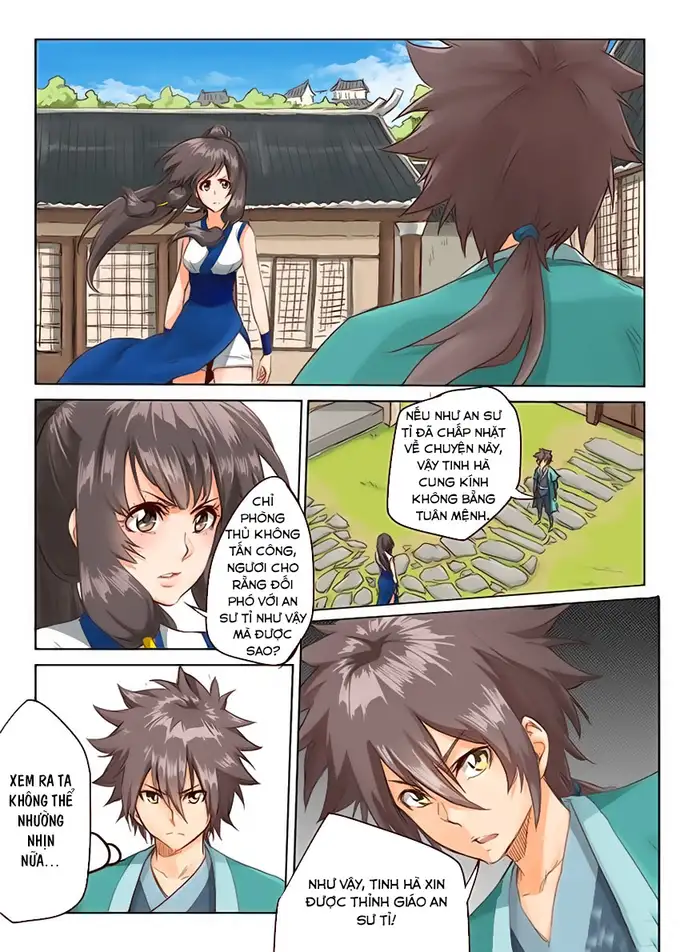 NẾU NHƯ AN SƯ
TỈ ĐÃ CHẤP NHẶT
VỀ CHUYỆN NÀY,
VẬY TINH HÀ
CUNG KÍNH
KHÔNG BẰNG
TUÂN MỆNH.
CHỈ
PHÒNG
THỦ KHÔNG
TẤN CÔNG,
NGƯƠI CHO
RẰNG ĐỐI
PHÓ VỚI AN
SƯ TỈ NHƯ VẬY
MÀ ĐƯỢC
SAO?
XEM RA TA
KHÔNG THỂ
NHƯỜNG
NHỊN
NỮA...
NHƯ VẬY, TINH HÀ XIN
ĐƯỢC THỈNH GIÁO AN
SƯ TỈ!